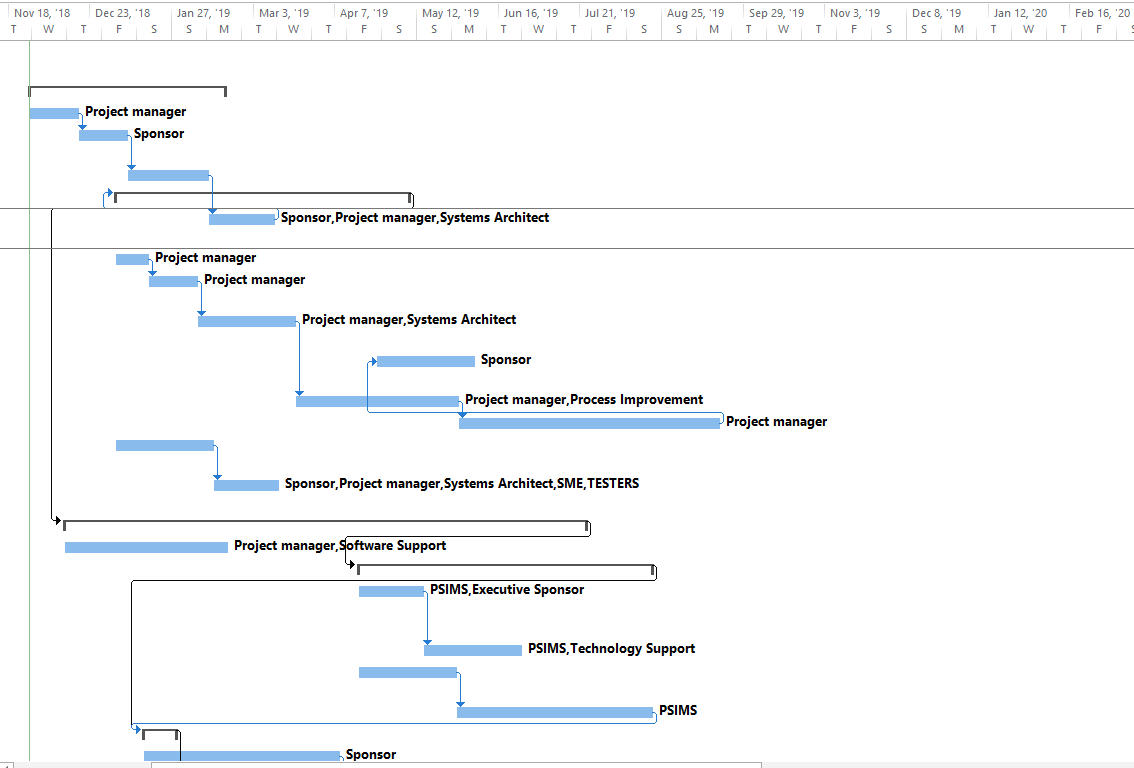 Nov 18, '18 Dec 23, '18 Jan 27, '19 Mar 3, '19 Apr 7, '19 May 12, '19 Jun 16, '19 Jul 21, '19 Aug 25, '19 Sep 29, '19 Nov 3, '19 Dec 8, '19 Jan 12, '20 Feb 16, '20
T W T F S S M T W T F S S M T W T F S S M T W T F S S M T W T F S
Project manager
Sponsor
Sponsor,Project manager,Systems Architect
Project manager
Project manager
Project manager,Systems Architect
Sponsor
Project manager,Process Improvement
Project manager
Sponsor,Project manager,Systems Architect,SME,TESTERS
Project manager,Software Support
PSIMS,Executive Sponsor
PSIMS,Technology Support
PSIMS
Sponsor